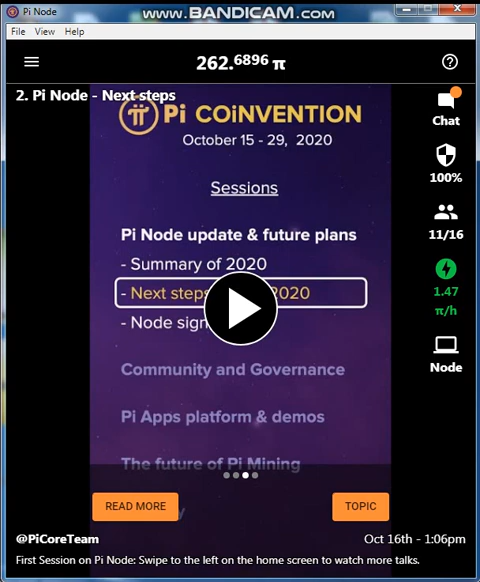 Pi Node
www.BANDICAM.com
File View Help
262.6896 π
2. Pi Node - Next steps
Pi COiNVENTION
October 15 - 29, 2020
Chat
Sessions
100%
Pi Node update & future plans
11/16
- Summary of 2020
- Next steps 2020
1.47
π/h
- Node
Node
Community and Governance
Pi Apps platform & demos
The future of Pi Mining
READ MORE
TOPIC
@PiCoreTeam
Oct 16th - 1:06pm
First Session on Pi Node: Swipe to the left on the home screen to watch more talks.